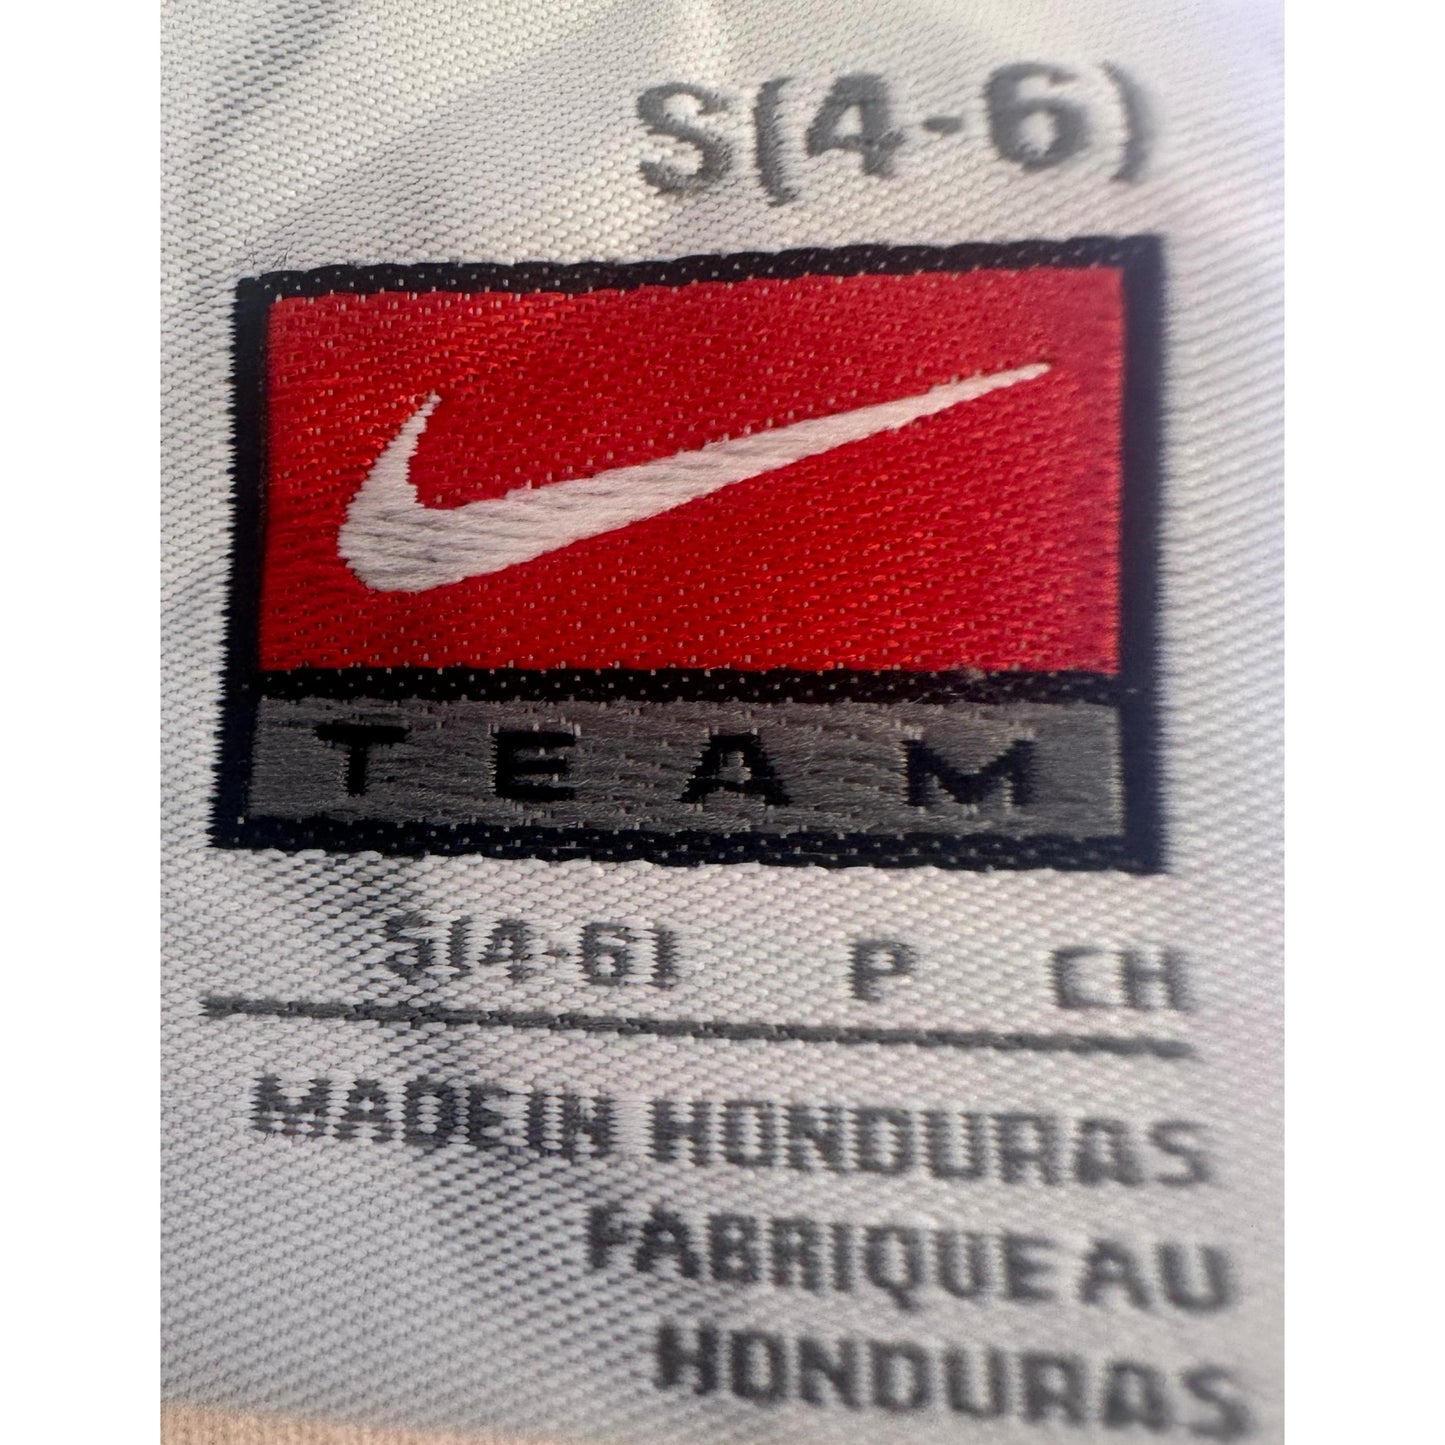 S(4-6)
TEAM
S(4-6) P CH
MADE IN HONDURAS
FABRIQUE AU
HONDURAS